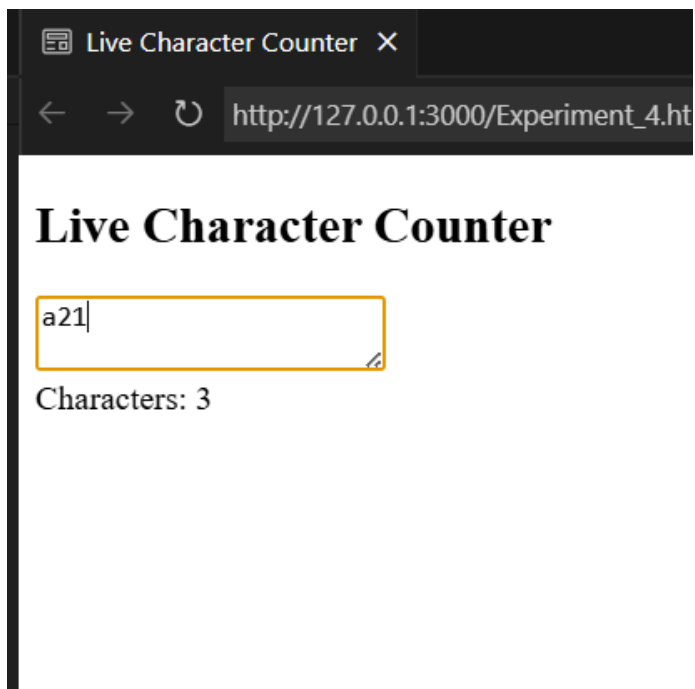 Live Character Counter
http://127.0.0.1:3000/Experiment_4.ht
Live Character Counter
a21
Characters: 3